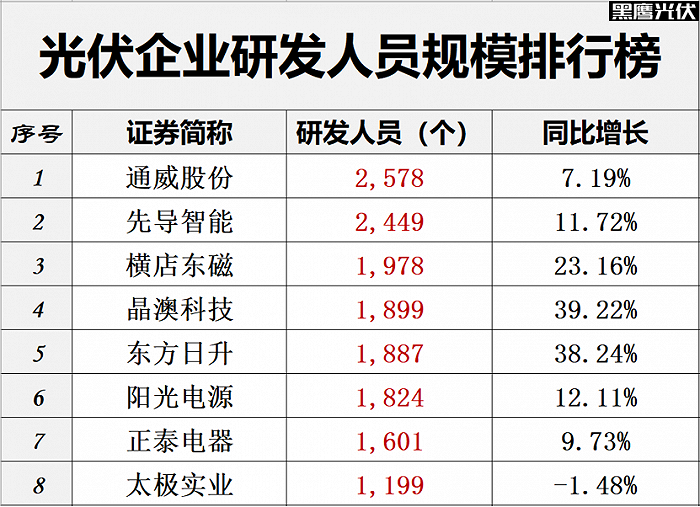 黑鹰光伏
光伏企业研发人员规模排行榜
序号 证券简称 研发人员（个） 同比增长
1 通威股份 2,578 7.19%
2 先导智能 2,449 11.72%
3 横店东磁 1,978 23.16%
4 晶澳科技 1,899 39.22%
5 东方日升 1,887 38.24%
6 阳光电源 1,824 12.11%
7 正泰电器 1,601 9.73%
8 太极实业 1,199 -1.48%